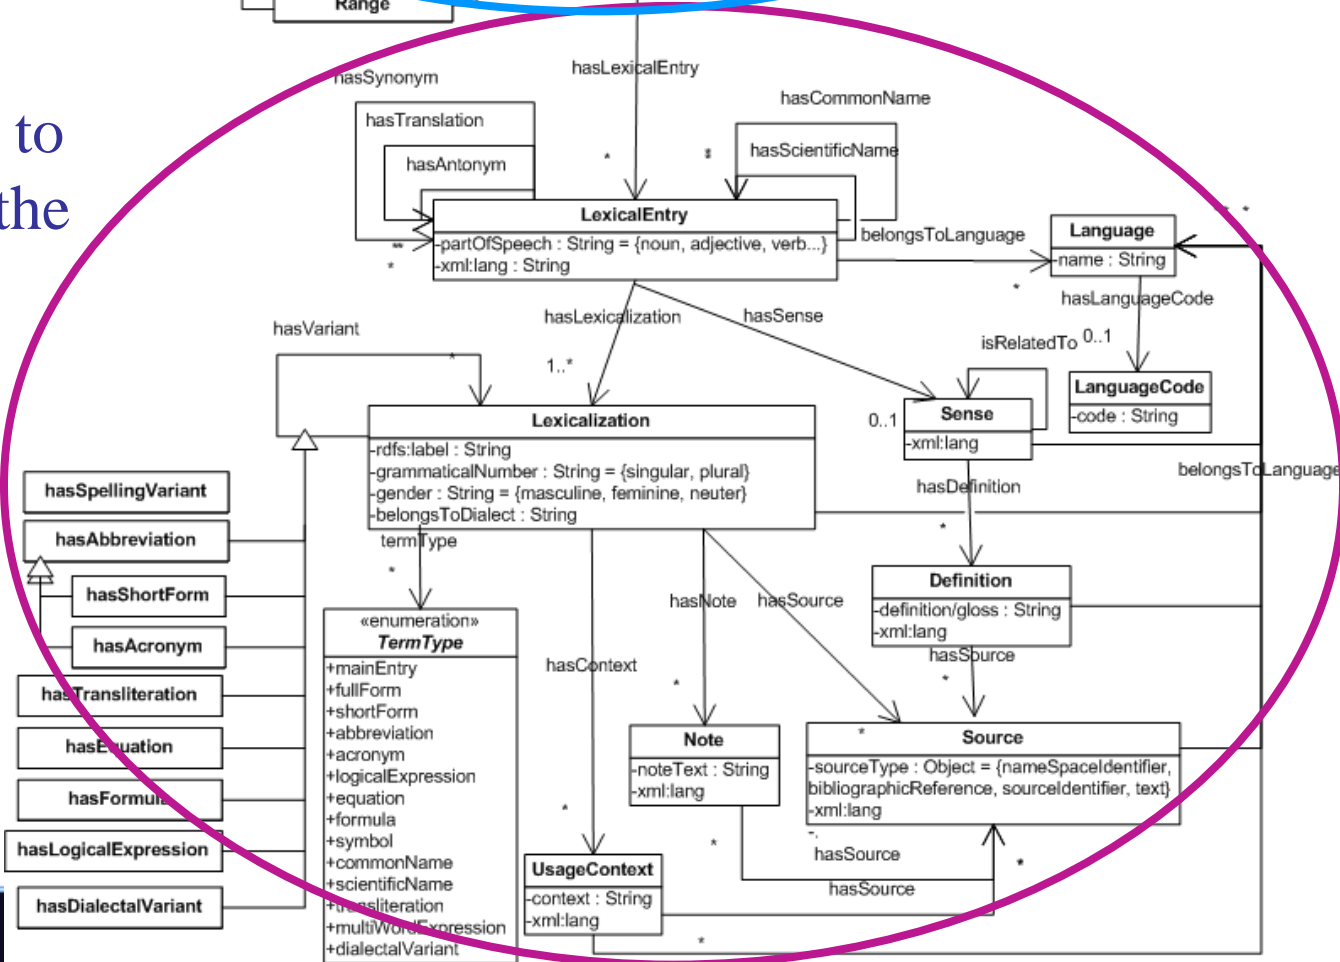 Range
to
the
hasSynonym
hasLexicalEntry
hasCommonName
hasTranslation
hasScientificName
hasAntonym
*
*
LexicalEntry
-partOfSpeech : String = {noun, adjective, verb...}
-xml:lang : String
**
*
belongsToLanguage
*
* *
Language
-name : String
hasLanguageCode
0..1
LanguageCode
-code : String
hasLexicalization
1..*
hasSense
isRelatedTo
0..1
Sense
-xml:lang
belongsToLanguage
hasVariant
*
Lexicalization
-rdfs:label : String
-grammaticalNumber : String = {singular, plural}
-gender : String = {masculine, feminine, neuter}
-belongsToDialect : String
hasDefinition
*
Definition
-definition/gloss : String
-xml:lang
hasSource
*
hasSpellingVariant
hasAbbreviation
hasShortForm
hasAcronym
hasTransliteration
hasEquation
hasFormula
hasLogicalExpression
hasDialectalVariant
termType
*
«enumeration»
TermType
+mainEntry
+fullForm
+shortForm
+abbreviation
+acronym
+logicalExpression
+equation
+formula
+symbol
+commonName
+scientificName
+transliteration
+multiWordExpression
+dialectalVariant
hasContext
*
hasNote
*
hasSource
*
Note
-noteText : String
-xml:lang
Source
-sourceType : Object = {nameSpaceIdentifier,
bibliographicReference, sourceIdentifier, text}
-xml:lang
-.
hasSource
*
hasSource
*
UsageContext
-context : String
-xml:lang
*